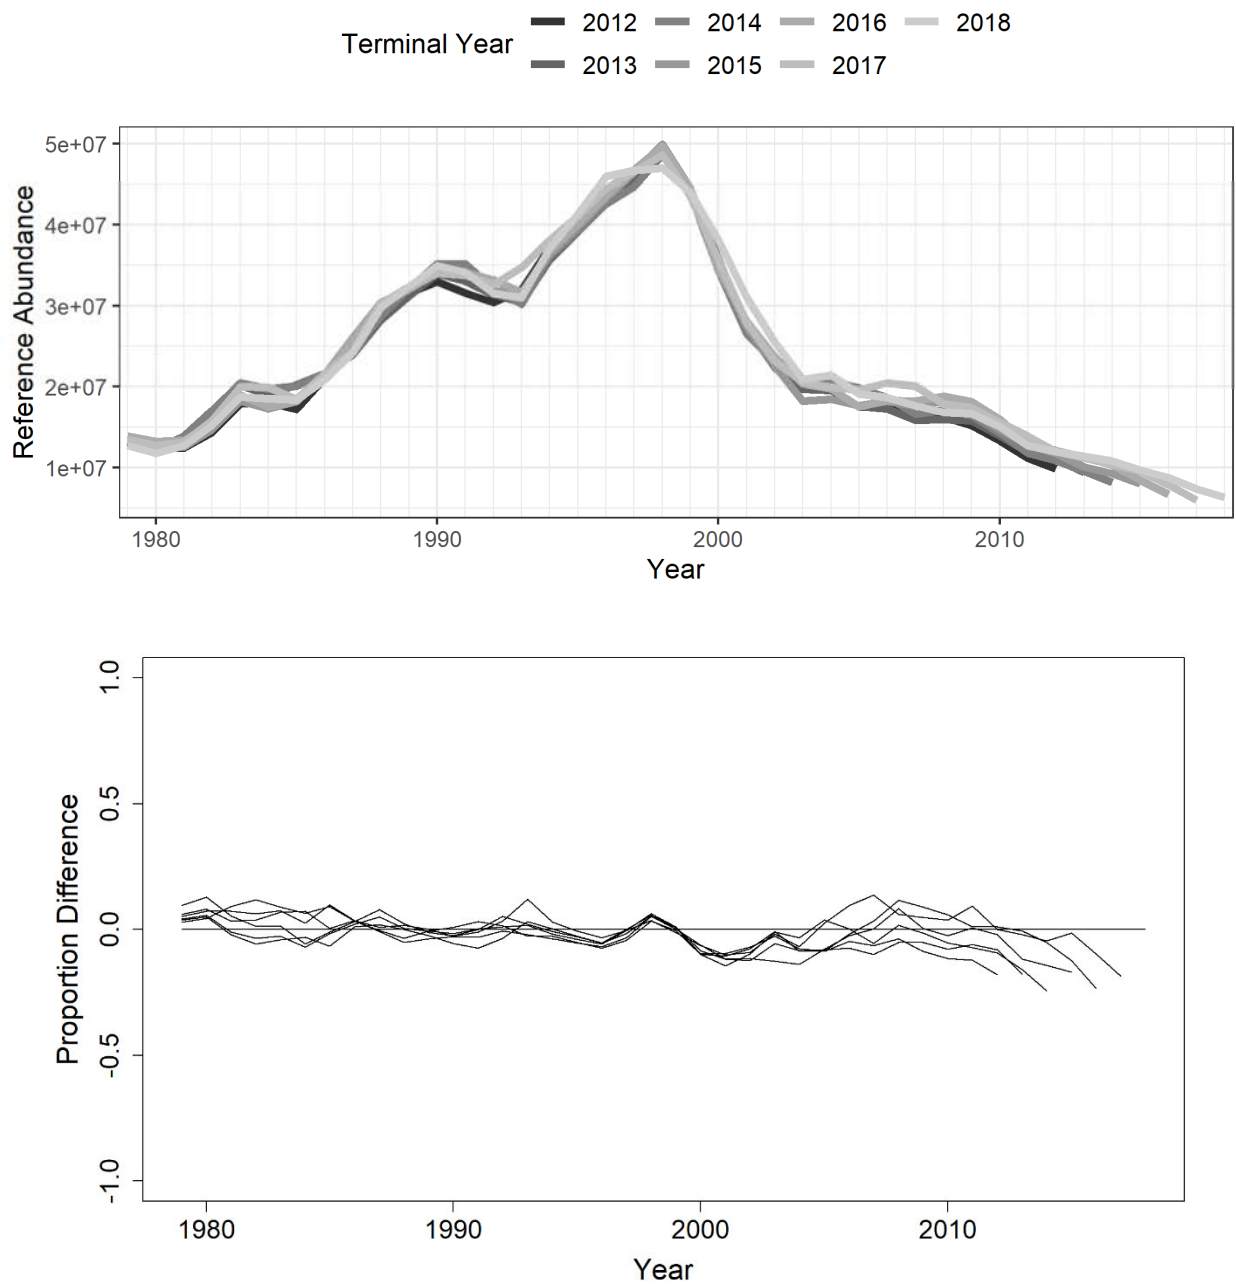 Terminal Year
2012 2014 2016 2018
2013 2015 2017
Reference Abundance
5e+07
4e+07
3e+07
2e+07
1e+07
1980 1990 2000 2010
Year
Proportion Difference
1.0
0.5
0.0
-0.5
-1.0
1980 1990 2000 2010
Year